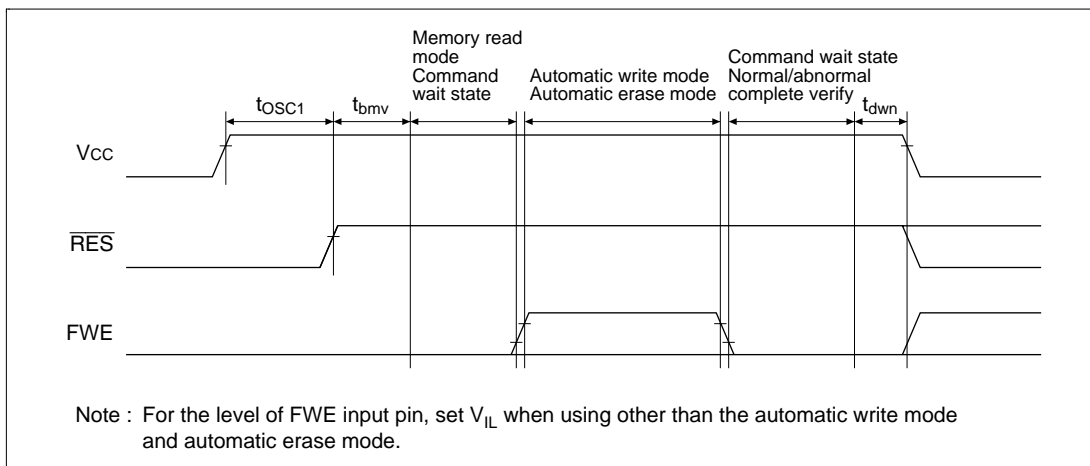 Memory read
mode
Command
wait state
Automatic write mode
Automatic erase mode
Command wait state
Normal/abnormal
complete verify
tOSC1
tbmv
tdwn
VCC
RES
FWE
Note : For the level of FWE input pin, set VIL when using other than the automatic write mode
and automatic erase mode.